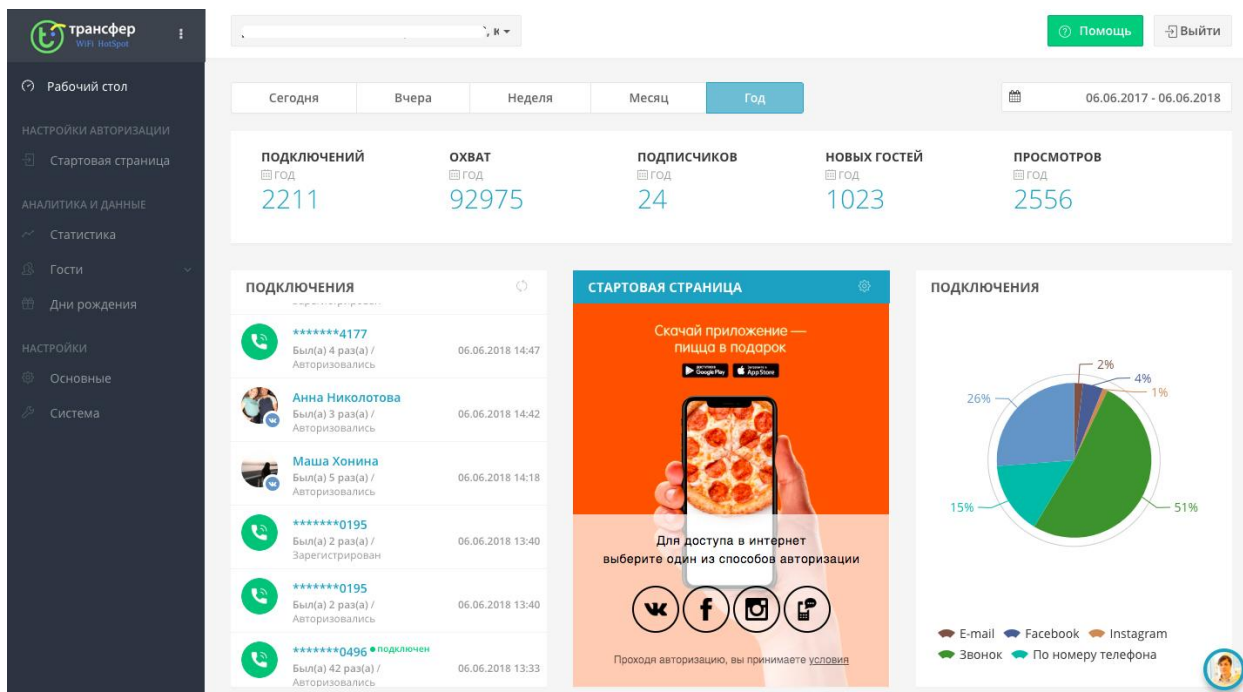 трансфер
WiFi HotSpot
, к
Помощь
Выйти
Рабочий стол
НАСТРОЙКИ АВТОРИЗАЦИИ
Стартовая страница
АНАЛИТИКА И ДАННЫЕ
Статистика
Гости
Дни рождения
НАСТРОЙКИ
Основные
Система
Сегодня
Вчера
Неделя
Месяц
Год
06.06.2017 - 06.06.2018
ПОДКЛЮЧЕНИЙ
ГОД
2211
ОХВАТ
ГОД
92975
ПОДПИСЧИКОВ
ГОД
24
НОВЫХ ГОСТЕЙ
ГОД
1023
ПРОСМОТРОВ
ГОД
2556
ПОДКЛЮЧЕНИЯ
*******4177
Был(а) 4 раз(а) /
Авторизовались
06.06.2018 14:47
Анна Николотова
Был(а) 3 раз(а) /
Авторизовались
06.06.2018 14:42
Маша Хонина
Был(а) 5 раз(а) /
Авторизовались
06.06.2018 14:18
*******0195
Был(а) 2 раз(а) /
Зарегистрирован
06.06.2018 13:40
*******0195
Был(а) 2 раз(а) /
Авторизовались
06.06.2018 13:40
*******0496 подключен
Был(а) 42 раз(а) /
Авторизовались
06.06.2018 13:33
СТАРТОВАЯ СТРАНИЦА
Скачай приложение —
пицца в подарок
Google Play
App Store
Для доступа в интернет
выберите один из способов авторизации
Проходя авторизацию, вы принимаете условия
ПОДКЛЮЧЕНИЯ
2%
4%
1%
26%
15%
51%
E-mail
Facebook
Instagram
Звонок
По номеру телефона